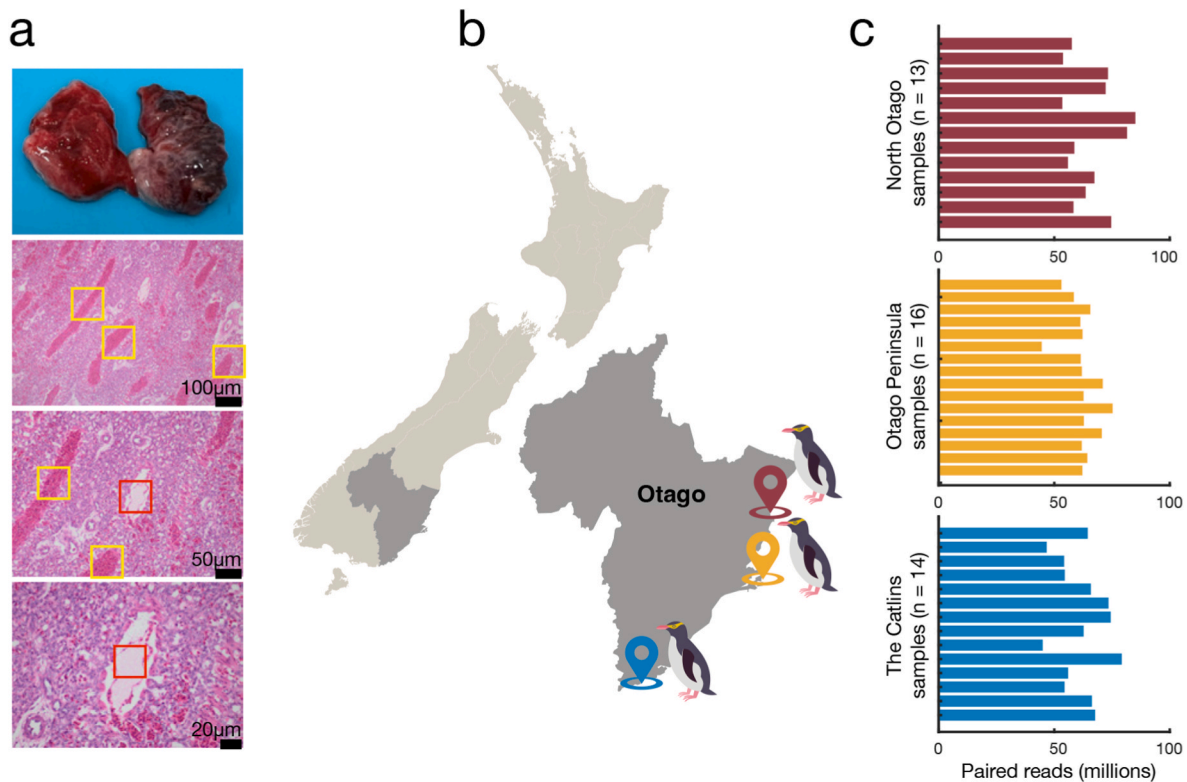 a
100µm
50µm
20µm
b
Otago
c
North Otago
samples (n = 13)
0
50
100
Otago Peninsula
samples (n = 16)
0
50
100
The Catlins
samples (n = 14)
0
50
100
Paired reads (millions)